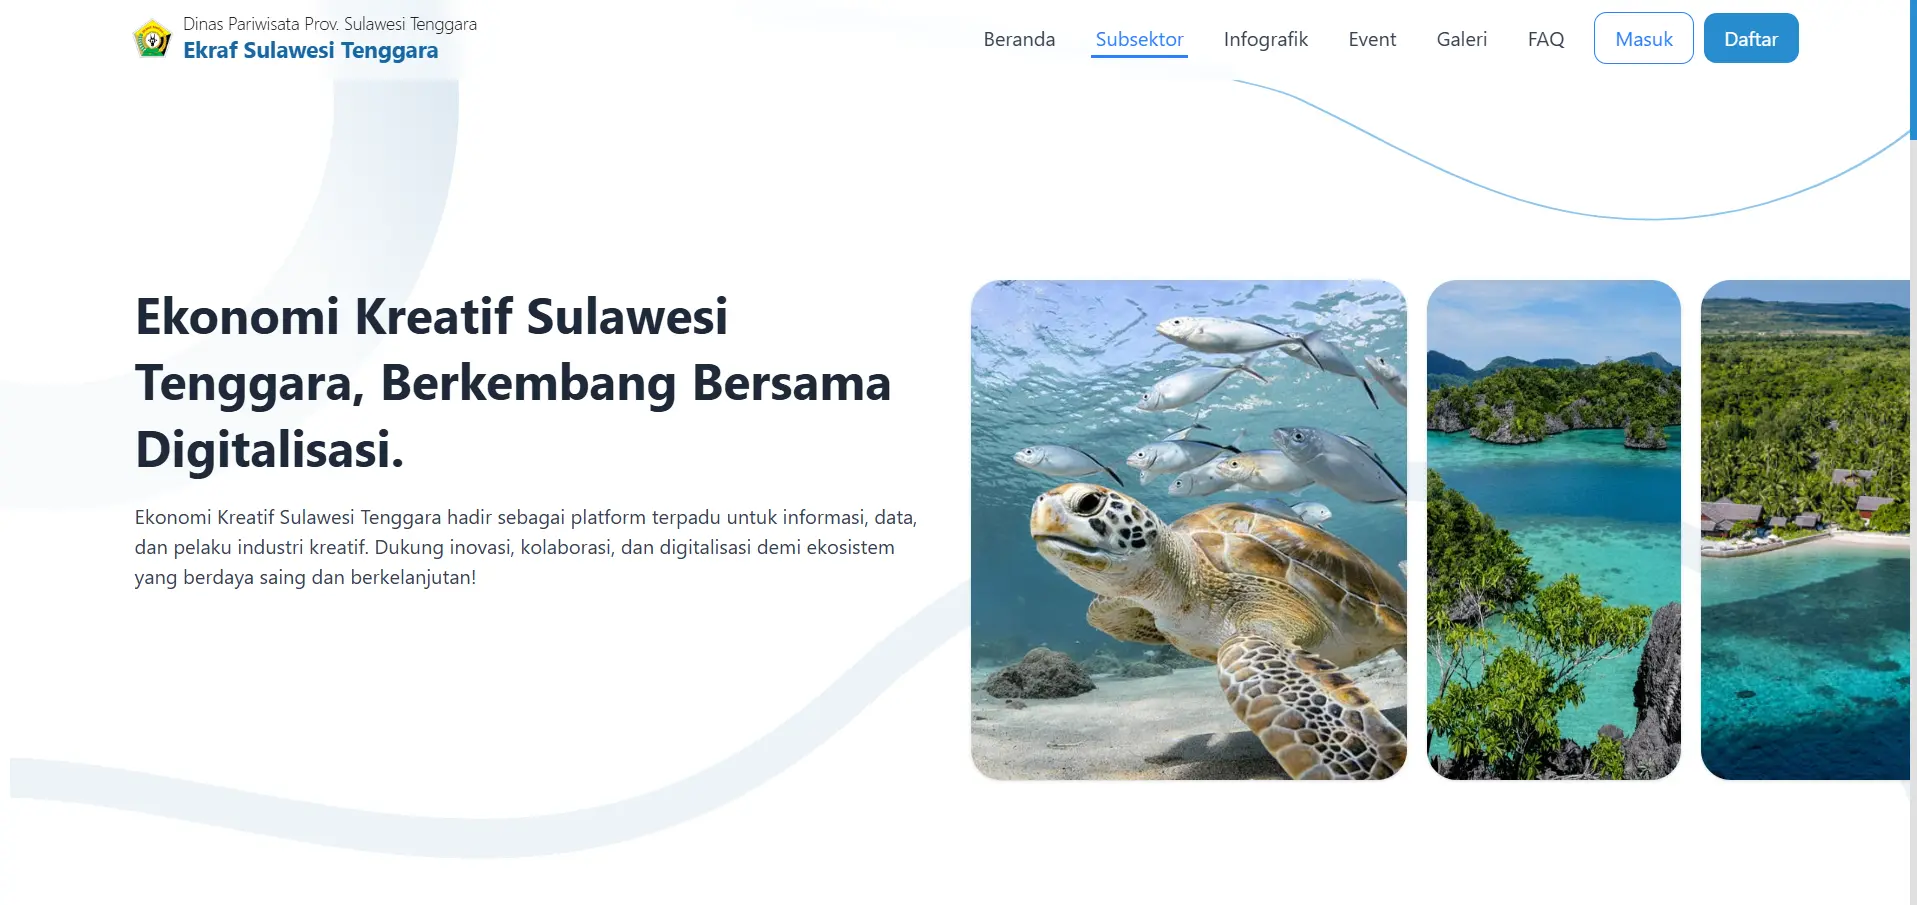 Dinas Pariwisata Prov. Sulawesi Tenggara
Ekraf Sulawesi Tenggara
Beranda
Subsektor
Infografik
Event
Galeri
FAQ
Masuk
Daftar
Ekonomi Kreatif Sulawesi
Tenggara, Berkembang Bersama
Digitalisasi.
Ekonomi Kreatif Sulawesi Tenggara hadir sebagai platform terpadu untuk informasi, data,
dan pelaku industri kreatif. Dukung inovasi, kolaborasi, dan digitalisasi demi ekosistem
yang berdaya saing dan berkelanjutan!